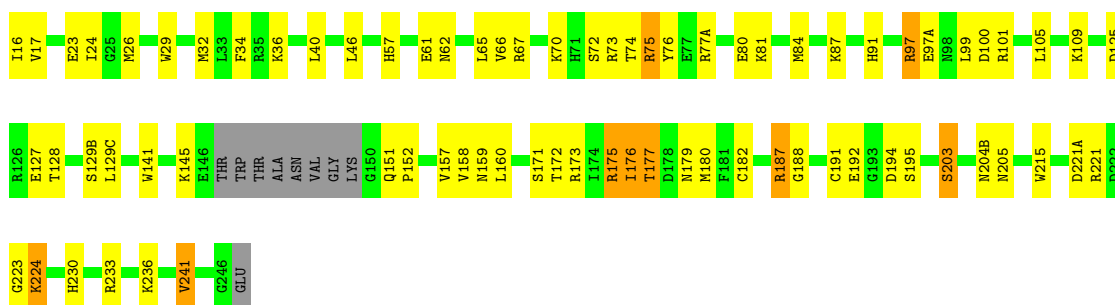 I16 V17 E23 I24 G25 M26 W29 M32 L33 F34 R35 K36 L40 L46 H57 E61 N62 L65 V66 R67 K70 H71 S72 R73 T74 R75 Y76 E77 R77A E80 K81 M84 K87 H91 R97 E97A N98 L99 D100 R101 L105 K109 D125
R126 E127 T128 S129B L129C W141 K145 E146 THR TRP THR ALA ASN VAL GLY LYS G150 Q151 P152 V157 V158 N159 L160 S171 T172 R173 I174 R175 I176 T177 D178 N179 M180 F181 C182 R187 G188 C191 E192 G193 D194 S195 S203 N204B N205 W215 D221A R221 D222
G223 K224 H230 R233 K236 V241 G246 GLU